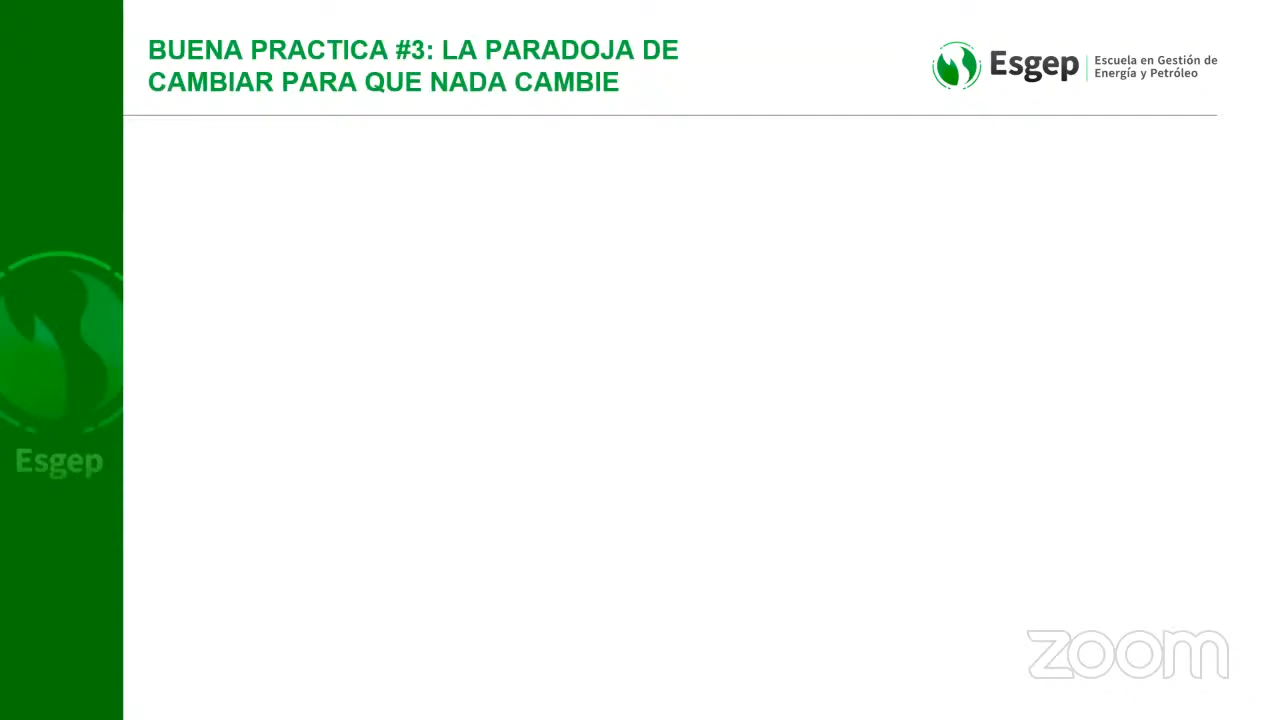 BUENA PRACTICA #3: LA PARADOJA DE
CAMBIAR PARA QUE NADA CAMBIE
Esgep
Escuela en Gestión de
Energía y Petróleo
Esgep
zoom